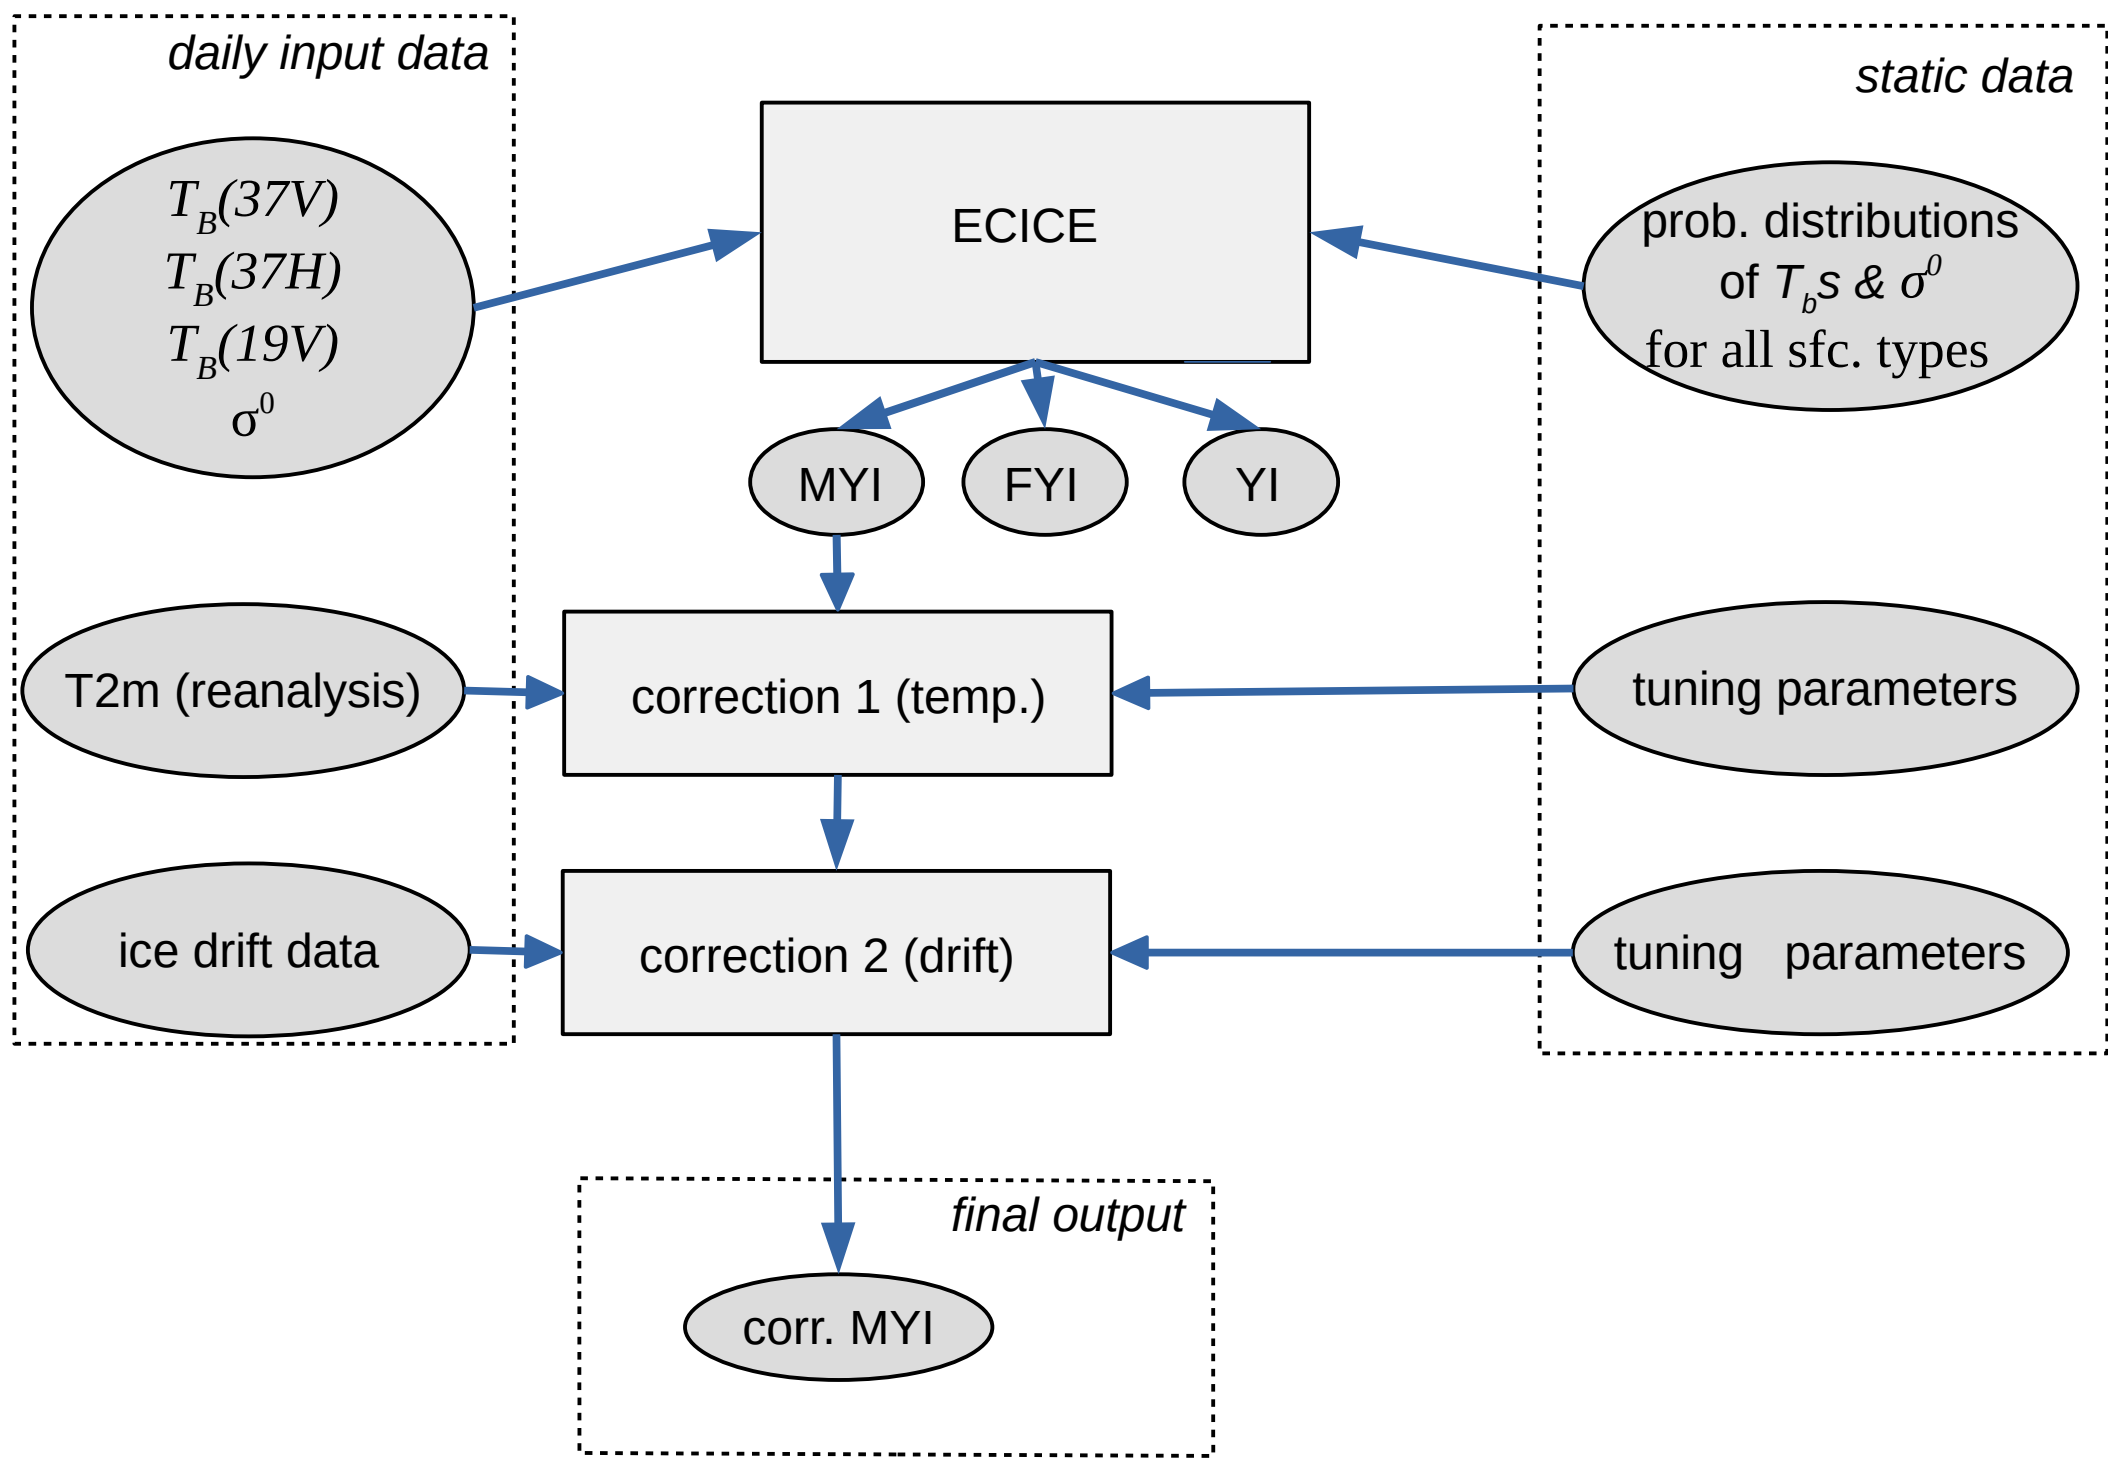 daily input data
static data
T_B(37V)
T_B(37H)
T_B(19V)
σ⁰
ECICE
prob. distributions
of T_bs & σ⁰
for all sfc. types
MYI
FYI
YI
T2m (reanalysis)
correction 1 (temp.)
tuning parameters
ice drift data
correction 2 (drift)
tuning parameters
final output
corr. MYI